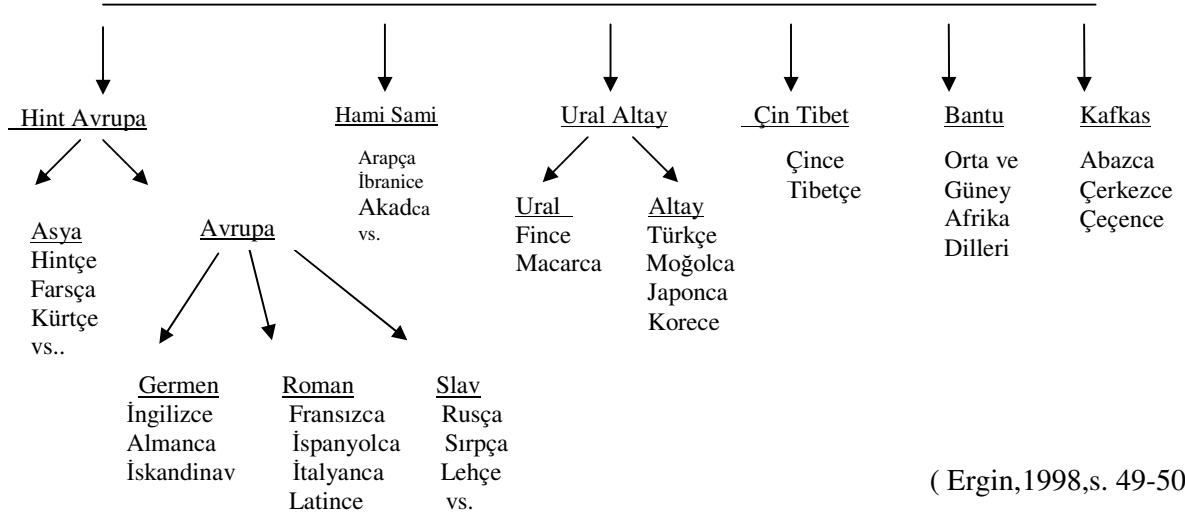 Hint Avrupa
Asya
Hintçe
Farsça
Kürtçe
vs..
Avrupa
Germen
İngilizce
Almanca
İskandinav
Roman
Fransızca
İspanyolca
İtalyanca
Latince
Slav
Rusça
Sırpça
Lehçe
vs.
Hami Sami
Arapça
İbranice
Akadca
vs.
Ural Altay
Ural
Fince
Macarca
Altay
Türkçe
Moğolca
Japonca
Korece
Çin Tibet
Çince
Tibetçe
Bantu
Orta ve
Güney
Afrika
Dilleri
Kafkas
Abazca
Çerkezce
Çeçence
( Ergin,1998,s. 49-50